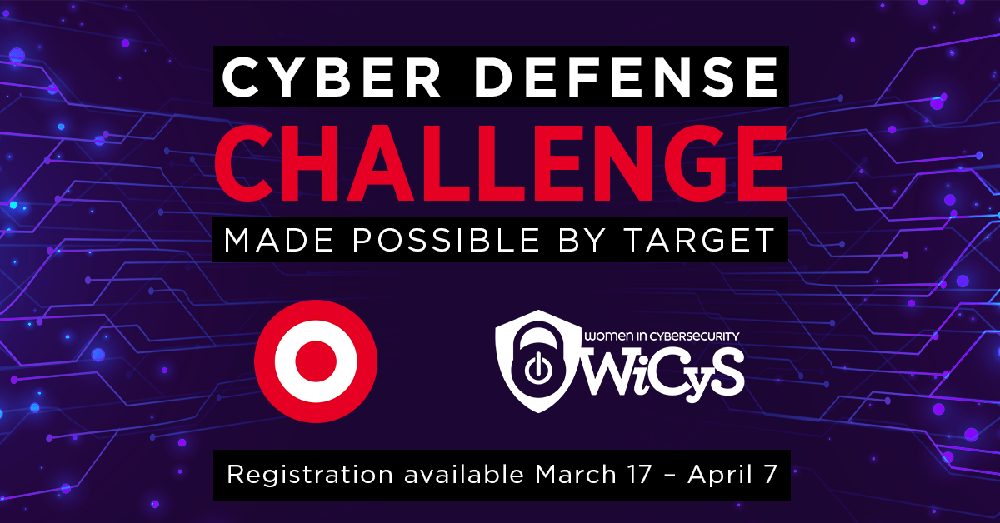 CYBER DEFENSE
CHALLENGE
MADE POSSIBLE BY TARGET
WOMEN IN CYBERSECURITY
WiCyS
Registration available March 17 – April 7